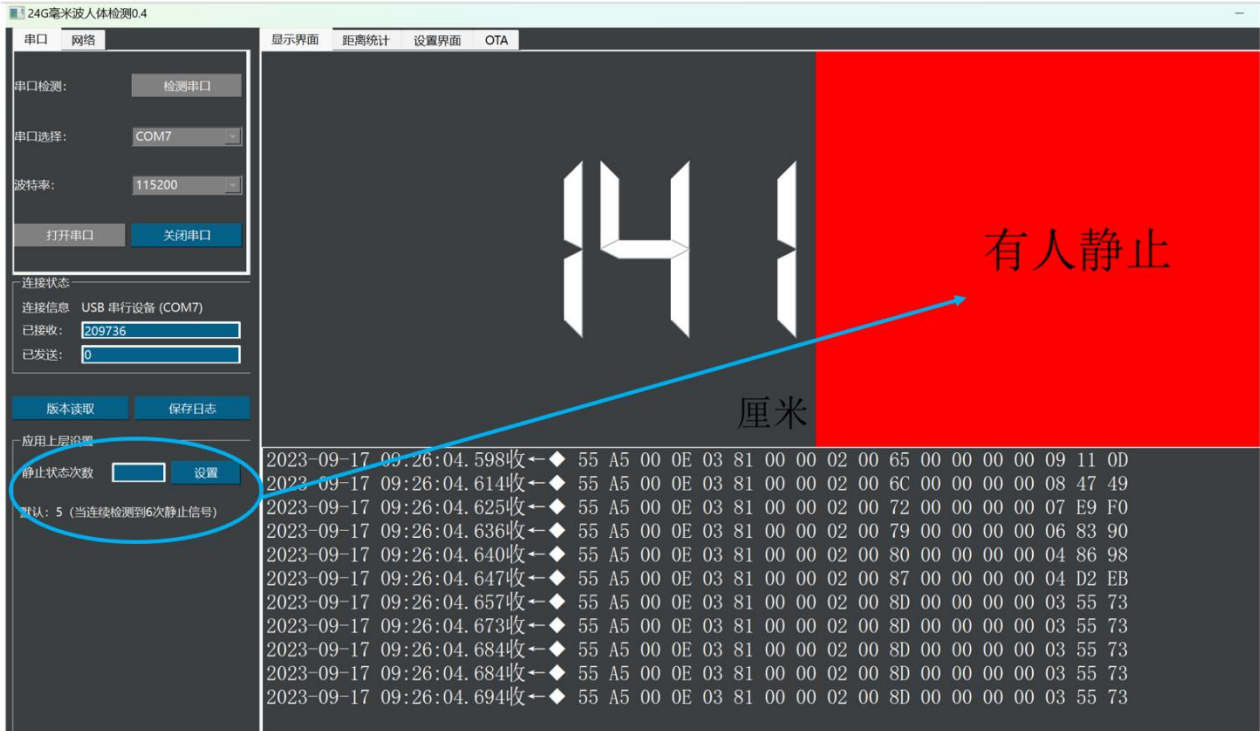 24G毫米波人体检测0.4
串口 网络
显示界面 距离统计 设置界面 OTA
串口检测: 检测串口
串口选择: COM7
波特率: 115200
打开串口 关闭串口
连接状态
连接信息 USB 串行设备 (COM7)
已接收: 209736
已发送: 0
版本读取 保存日志
应用上层设置
静止状态次数 设置
默认: 5 (当连续检测到6次静止信号)
141
厘米
有人静止
2023-09-17 09:26:04.598收←◆ 55 A5 00 0E 03 81 00 00 02 00 65 00 00 00 00 09 11 0D
2023-09-17 09:26:04.614收←◆ 55 A5 00 0E 03 81 00 00 02 00 6C 00 00 00 00 08 47 49
2023-09-17 09:26:04.625收←◆ 55 A5 00 0E 03 81 00 00 02 00 72 00 00 00 00 07 E9 F0
2023-09-17 09:26:04.636收←◆ 55 A5 00 0E 03 81 00 00 02 00 79 00 00 00 00 06 83 90
2023-09-17 09:26:04.640收←◆ 55 A5 00 0E 03 81 00 00 02 00 80 00 00 00 00 04 86 98
2023-09-17 09:26:04.647收←◆ 55 A5 00 0E 03 81 00 00 02 00 87 00 00 00 00 04 D2 EB
2023-09-17 09:26:04.657收←◆ 55 A5 00 0E 03 81 00 00 02 00 8D 00 00 00 00 03 55 73
2023-09-17 09:26:04.673收←◆ 55 A5 00 0E 03 81 00 00 02 00 8D 00 00 00 00 03 55 73
2023-09-17 09:26:04.684收←◆ 55 A5 00 0E 03 81 00 00 02 00 8D 00 00 00 00 03 55 73
2023-09-17 09:26:04.684收←◆ 55 A5 00 0E 03 81 00 00 02 00 8D 00 00 00 00 03 55 73
2023-09-17 09:26:04.694收←◆ 55 A5 00 0E 03 81 00 00 02 00 8D 00 00 00 00 03 55 73